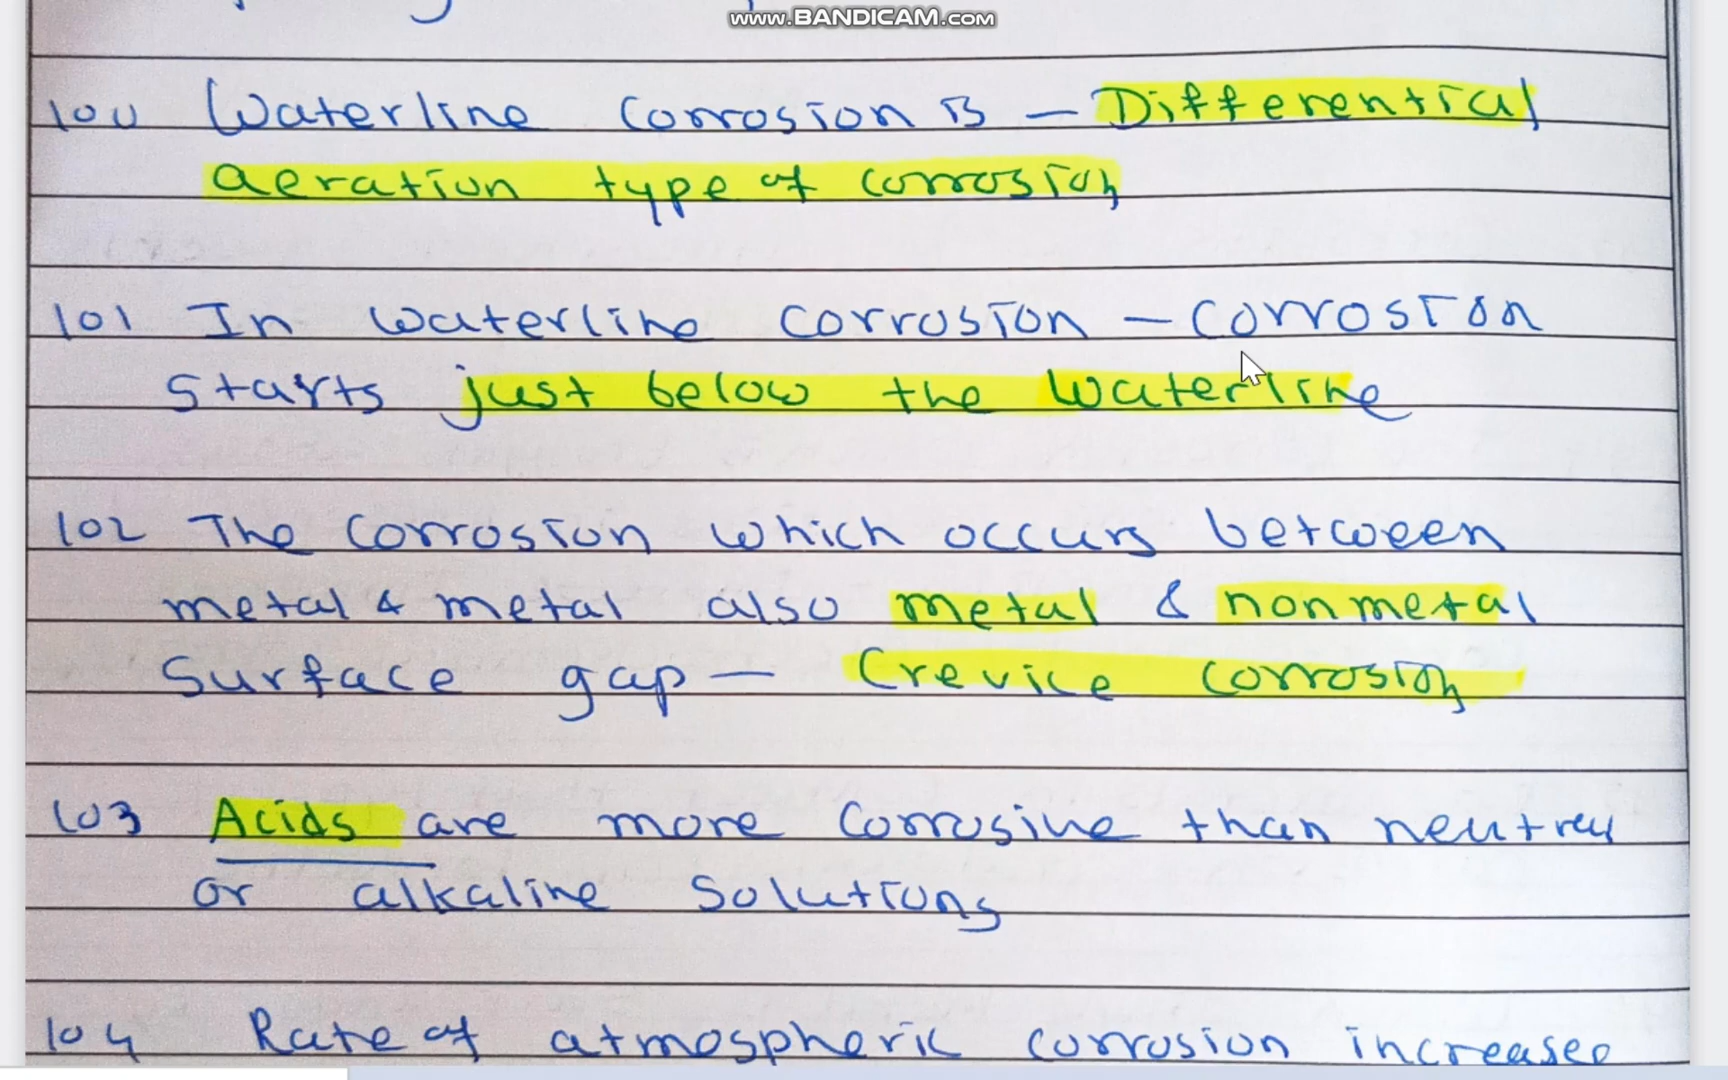 www.BANDICAM.com
100 Waterline Corrosion is — Differential
aeration type of corrosion
101 In waterline corrosion — Corrosion
starts just below the waterline
102 The Corrosion which occurs between
metal & metal also metal & nonmetal
Surface gap — Crevice corrosion
103 Acids are more Corrosive than neutral
or alkaline Solutions
104 Rate of atmospheric corrosion increases